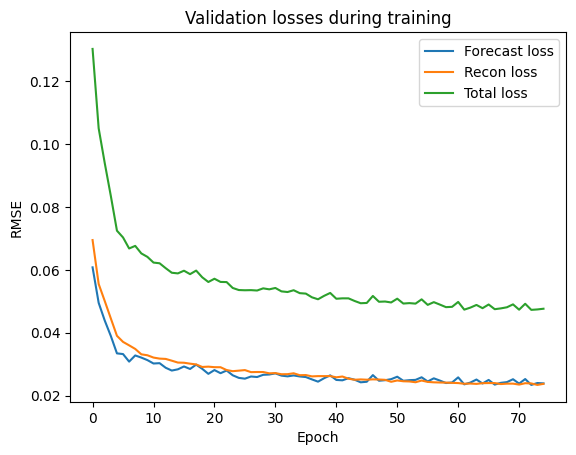 Validation losses during training
Forecast loss
Recon loss
Total loss
RMSE
0.12
0.10
0.08
0.06
0.04
0.02
0 10 20 30 40 50 60 70
Epoch